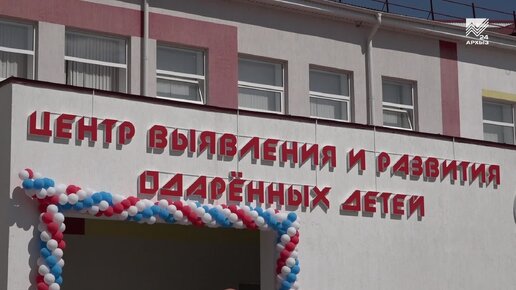 24
АРХЫЗ
ЦЕНТР ВЫЯВЛЕНИЯ И РАЗВИТИЯ
ОДАРЁННЫХ ДЕТЕЙ